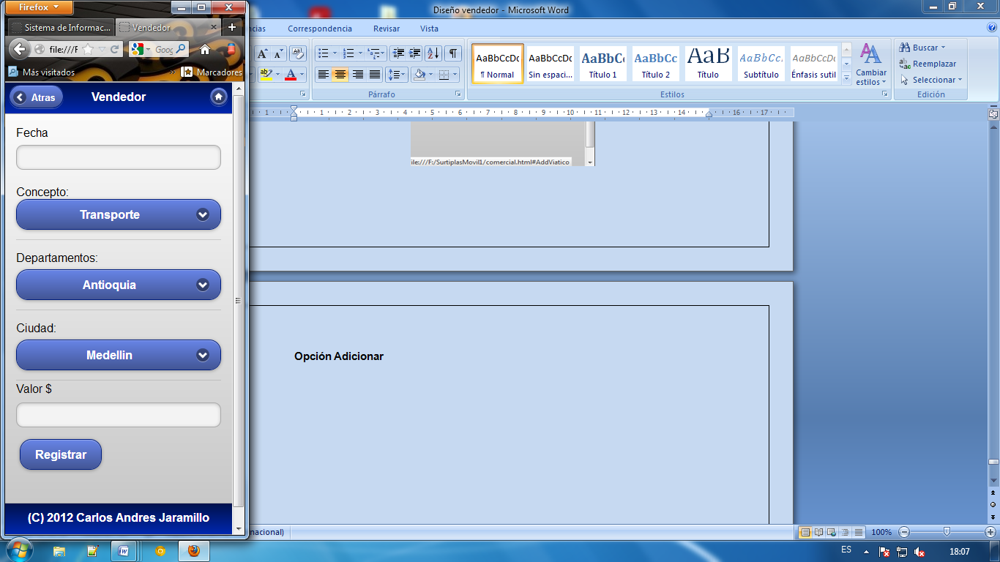 Firefox
Sistema de Informac...
Vendedor
file:///F
Goog
Más visitados
»
Marcadores
Atras
Vendedor
Fecha
Concepto:
Transporte
Departamentos:
Antioquia
Ciudad:
Medellin
Valor $
Registrar
(C) 2012 Carlos Andres Jaramillo
Diseño vendedor - Microsoft Word
ncias
Correspondencia
Revisar
Vista
AaBbCcDc
¶ Normal
AaBbCcDc
Sin espaci...
AaBbCc
Título 1
AaBbCc
Título 2
AaB
Título
AaBbCc.
Subtítulo
AaBbCcDc
Énfasis sutil
Cambiar
estilos
Buscar
Reemplazar
Seleccionar
Párrafo
Estilos
Edición
1 1 2 3 4 5 6 7 8 9 10 11 12 13 14 16 17
ile:///F:/SurtiplasMovil1/comercial.html#AddViatico
Opción Adicionar
nacional)
100%
ES
18:07